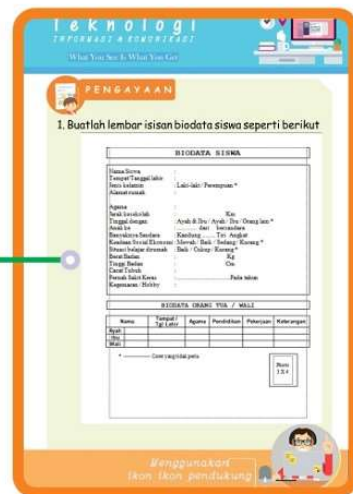 Teknologi
INFORMASI & KOMUNIKASI
What You See Is What You Get
PENGAYAAN
1. Buatlah lembar isisan biodata siswa seperti berikut
BIODATA SISWA
Nama Siswa :
Tempat/Tanggal lahir :
Jenis kelamin : Laki-laki / Perempuan *
Alamat rumah :
Agama :
Jarak kesekolah : Km
Tinggal dengan : Ayah & Ibu / Ayah / Ibu / Orang lain *
Anak ke : ........... dari bersaudara
Banyaknya Saudara : Kandung ....... Tiri Angkat
Keadaan Sosial Ekonomi : Mewah / Baik / Sedang / Kurang *
Situasi belajar dirumah : Baik / Cukup / Kurang *
Berat Badan : Kg
Tinggi Badan : Cm
Cacat Tubuh :
Pernah Sakit Keras : Pada tahun
Kegemaran / Hobby :
BIODATA ORANG TUA / WALI
Nama Tempat / Tgl Lahir Agama Pendidikan Pekerjaan Keterangan
Ayah
Ibu
Wali
* Coret yang tidak perlu
Photo
3 X 4
Menggunakan
Ikon Ikon pendukung